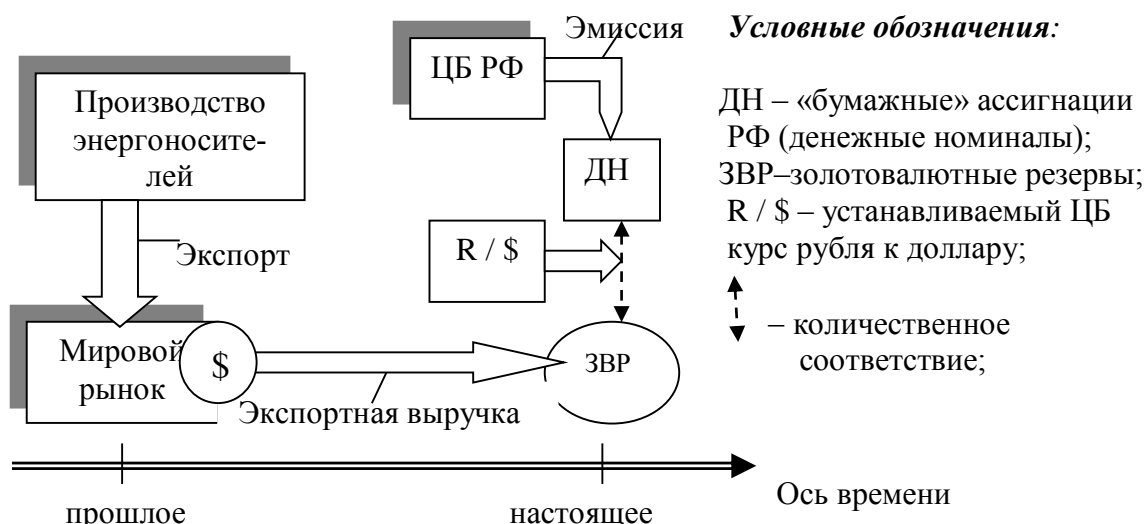 Производство
энергоносите-
лей
Экспорт
Мировой
рынок
$
Экспортная выручка
ЦБ РФ
Эмиссия
ДН
R / $
ЗВР
Условные обозначения:
ДН – «бумажные» ассигнации
РФ (денежные номиналы);
ЗВР–золотовалютные резервы;
R / $ – устанавливаемый ЦБ
курс рубля к доллару;
– количественное
соответствие;
прошлое
настоящее
Ось времени